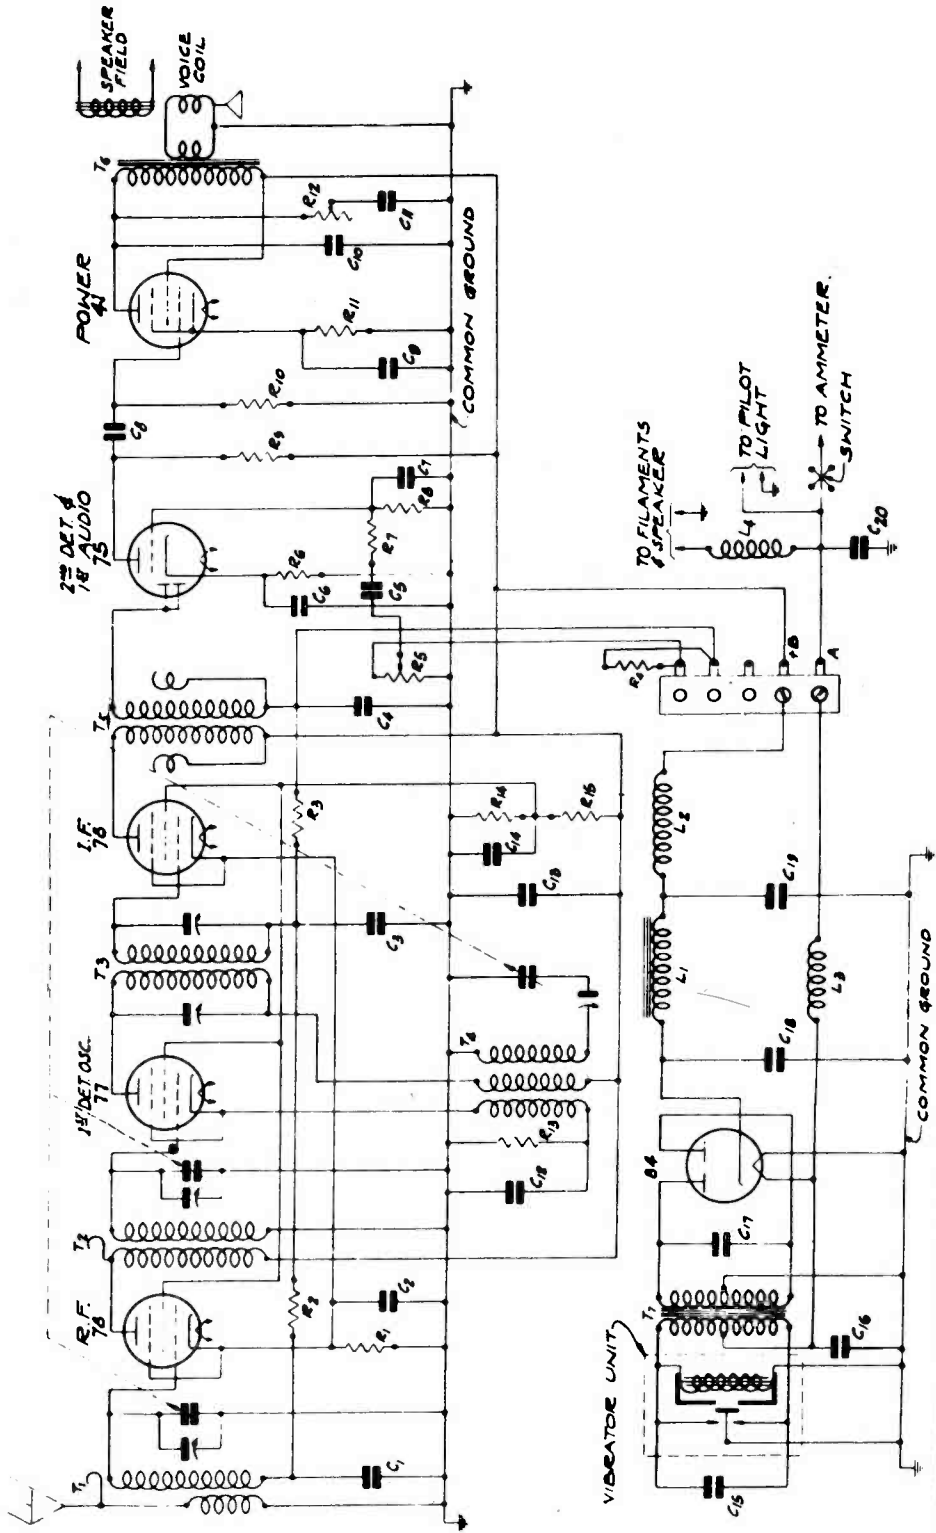 T1
R.F.
78
T2
1ST DET. OSC.
77
T3
I.F.
78
T5
2ND DET. &
1ST AUDIO
75
C8
POWER
41
T6
SPEAKER
FIELD
VOICE
COIL
C1
R2
R1
C2
C3
R3
C4
R5
C6
R6
C5
R7
R8
C7
R9
R10
C9
R11
C10
R12
C11
COMMON GROUND
C12
R13
T8
C13
C14
R14
R15
VIBRATOR UNIT
C15
C16
T7
C17
84
C18
L1
L3
C19
L2
R4
+B
A
TO FILAMENTS
& SPEAKER
L4
C20
TO PILOT
LIGHT
TO AMMETER.
SWITCH
COMMON GROUND